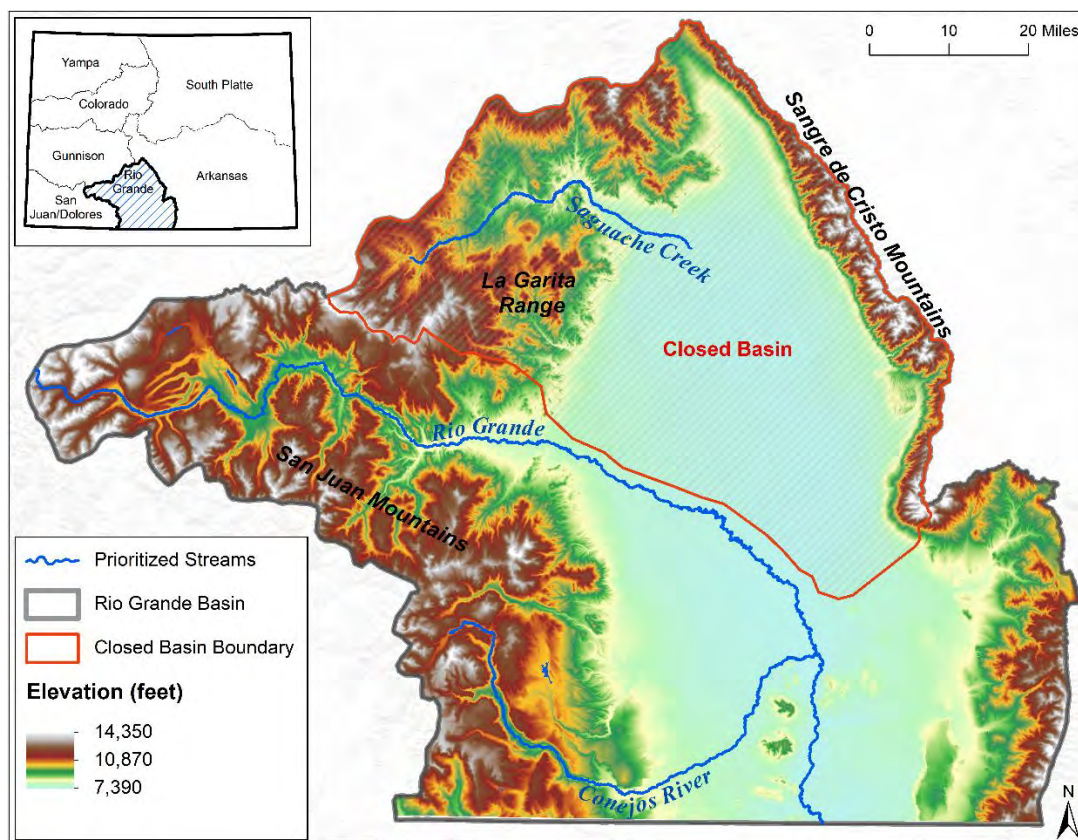 Yampa
South Platte
Colorado
Gunnison
Rio
Grande
Arkansas
San
Juan/Dolores
0 10 20 Miles
Sangre de Cristo Mountains
Saguache Creek
La Garita
Range
Closed Basin
Rio Grande
San Juan Mountains
Conejos River
Prioritized Streams
Rio Grande Basin
Closed Basin Boundary
Elevation (feet)
14,350
10,870
7,390
N